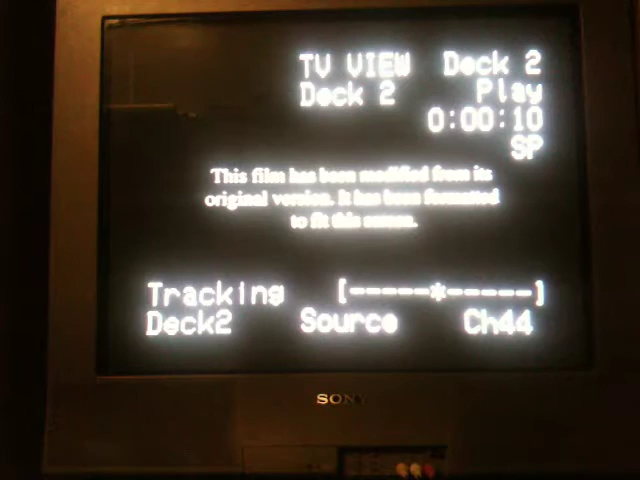 TV VIEW Deck 2
Deck 2 Play
0:00:10
SP
This film has been modified from its
original version. It has been formatted
to fit this screen.
Tracking [-----*-----]
Deck2 Source Ch44
SONY